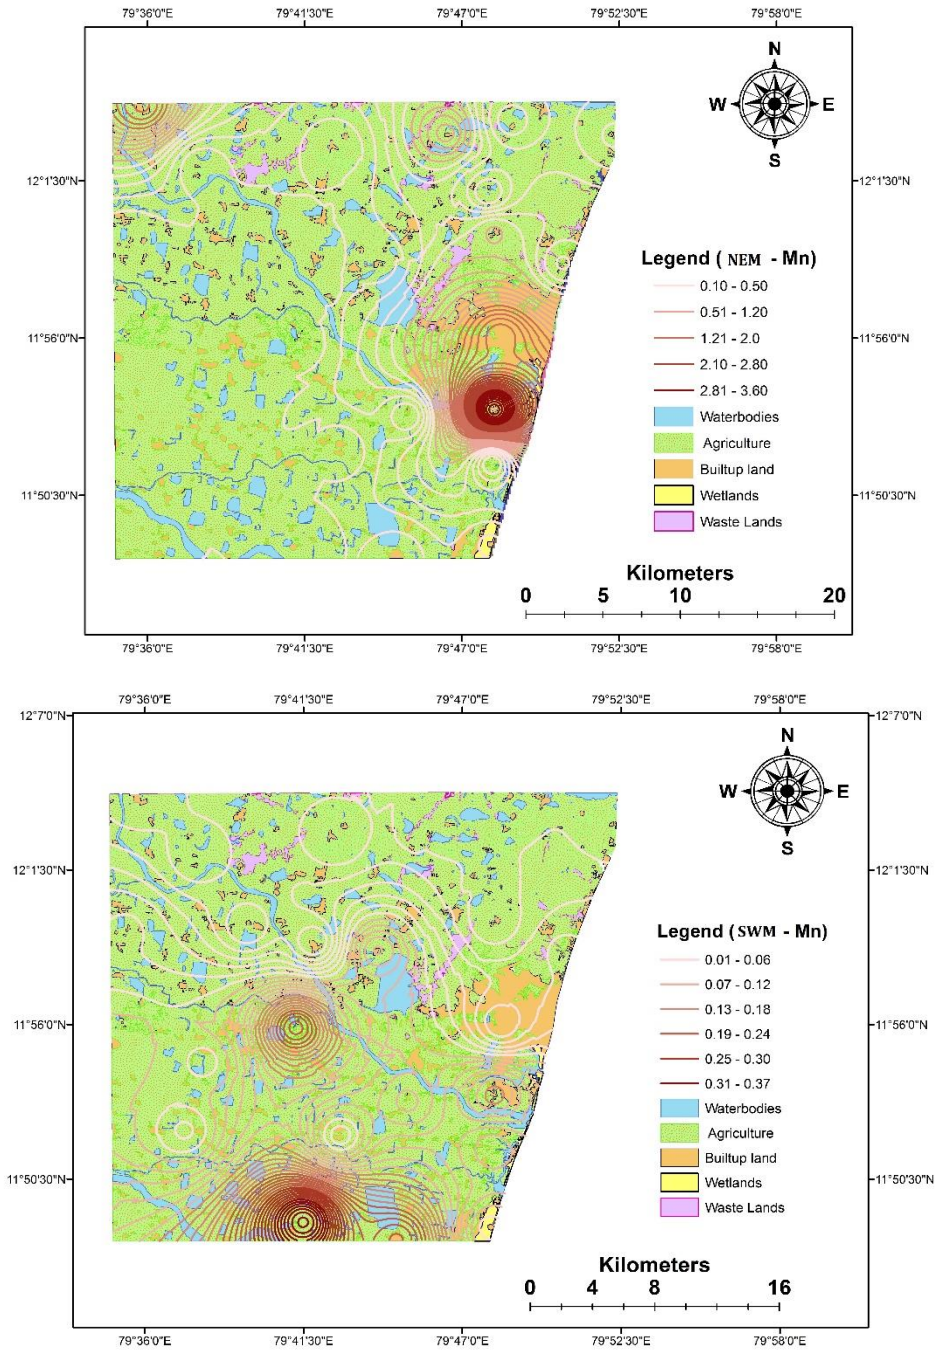 79°36'0"E 79°41'30"E 79°47'0"E 79°52'30"E 79°58'0"E
N
W E
S
12°1'30"N 12°1'30"N
Legend ( NEM - Mn)
0.10 - 0.50
0.51 - 1.20
11°56'0"N 1.21 - 2.0 11°56'0"N
2.10 - 2.80
2.81 - 3.60
Waterbodies
Agriculture
Builtup land
11°50'30"N Wetlands 11°50'30"N
Waste Lands
Kilometers
0 5 10 20
79°36'0"E 79°41'30"E 79°47'0"E 79°52'30"E 79°58'0"E
79°36'0"E 79°41'30"E 79°47'0"E 79°52'30"E 79°58'0"E
12°7'0"N 12°7'0"N
N
W E
S
12°1'30"N 12°1'30"N
Legend ( SWM - Mn)
0.01 - 0.06
0.07 - 0.12
0.13 - 0.18
11°56'0"N 0.19 - 0.24 11°56'0"N
0.25 - 0.30
0.31 - 0.37
Waterbodies
Agriculture
Builtup land
11°50'30"N Wetlands 11°50'30"N
Waste Lands
Kilometers
0 4 8 16
79°36'0"E 79°41'30"E 79°47'0"E 79°52'30"E 79°58'0"E